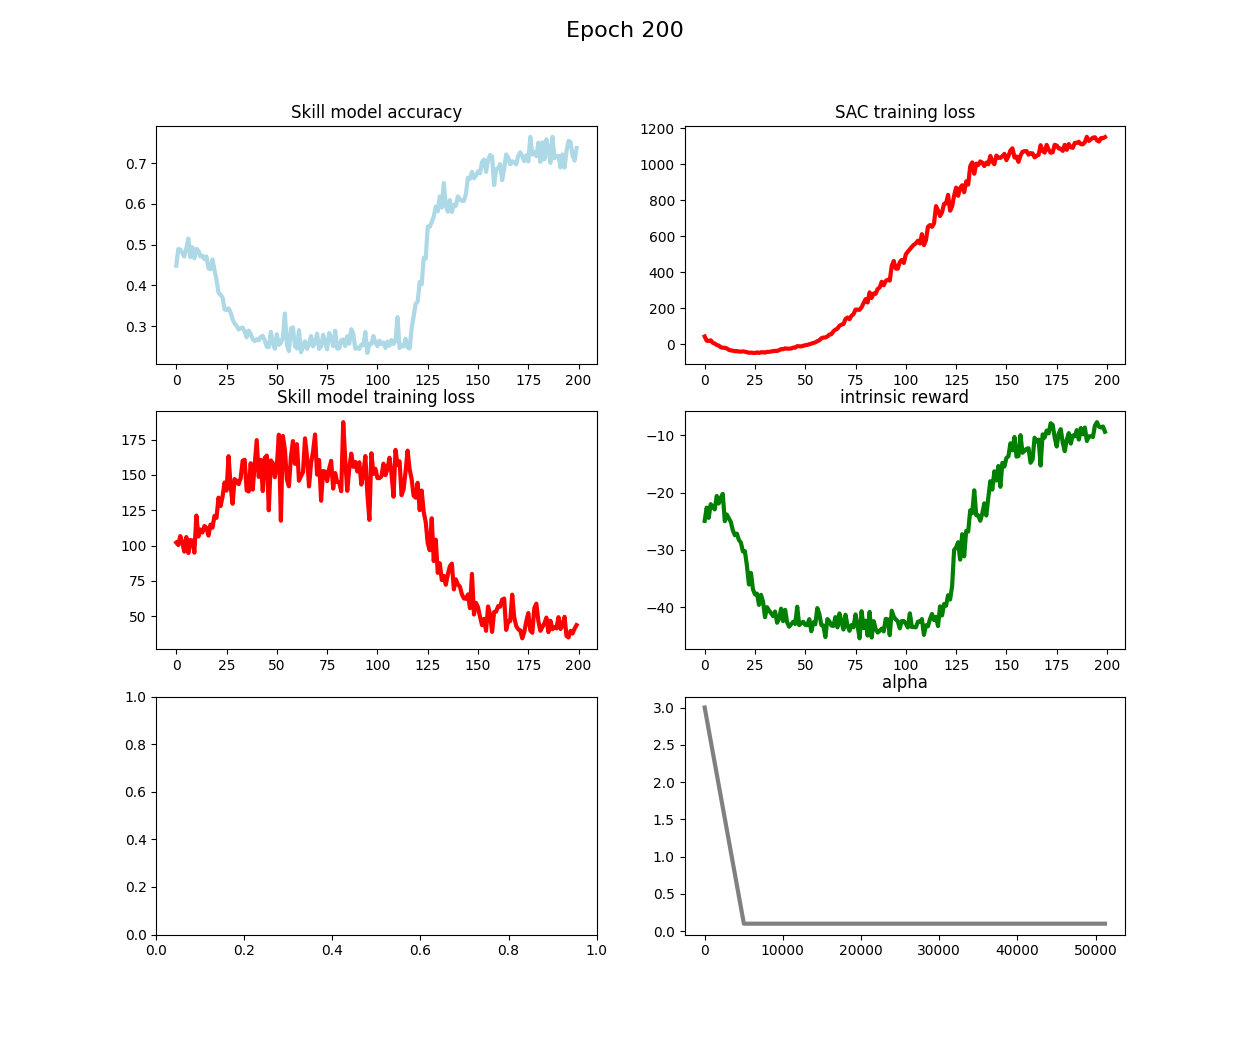 Epoch 200
Skill model accuracy
0.7
0.6
0.5
0.4
0.3
0 25 50 75 100 125 150 175 200
SAC training loss
1200
1000
800
600
400
200
0
0 25 50 75 100 125 150 175 200
Skill model training loss
175
150
125
100
75
50
0 25 50 75 100 125 150 175 200
intrinsic reward
−10
−20
−30
−40
0 25 50 75 100 125 150 175 200
1.0
0.8
0.6
0.4
0.2
0.0
0.0 0.2 0.4 0.6 0.8 1.0
alpha
3.0
2.5
2.0
1.5
1.0
0.5
0.0
0 10000 20000 30000 40000 50000